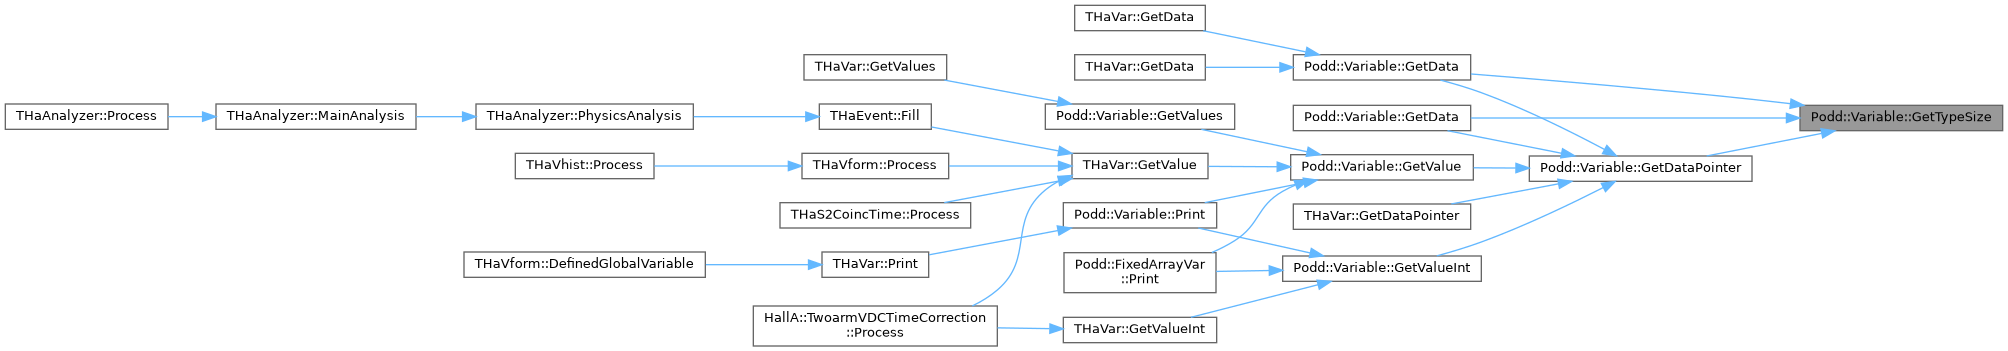 THaVar::GetData
THaVar::GetData
Podd::Variable::GetData
THaVar::GetValues
THaAnalyzer::Process
THaAnalyzer::MainAnalysis
THaAnalyzer::PhysicsAnalysis
THaEvent::Fill
Podd::Variable::GetValues
Podd::Variable::GetData
Podd::Variable::GetTypeSize
THaVhist::Process
THaVform::Process
THaVar::GetValue
Podd::Variable::GetValue
Podd::Variable::GetDataPointer
THaS2CoincTime::Process
Podd::Variable::Print
THaVar::GetDataPointer
THaVform::DefinedGlobalVariable
THaVar::Print
Podd::FixedArrayVar
::Print
Podd::Variable::GetValueInt
HallA::TwoarmVDCTimeCorrection
::Process
THaVar::GetValueInt